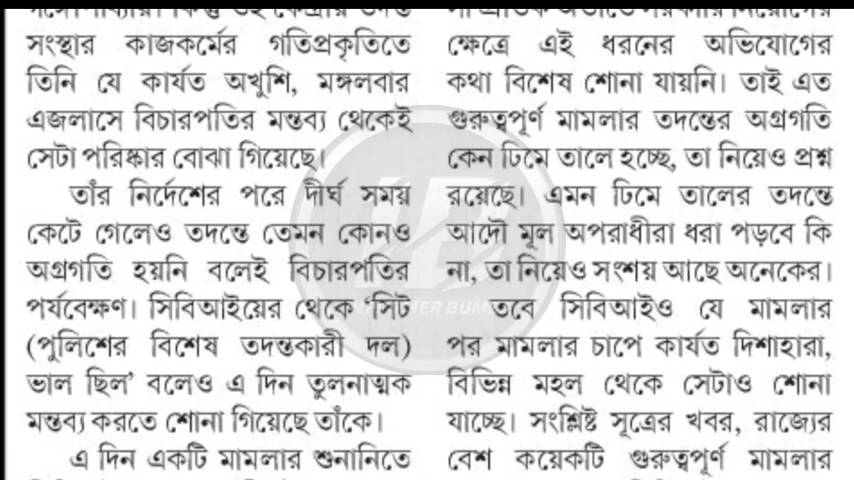 সংস্থার কাজকর্মের গতিপ্রকৃতিতে
তিনি যে কার্যত অখুশি, মঙ্গলবার
এজলাসে বিচারপতির মন্তব্য থেকেই
সেটা পরিষ্কার বোঝা গিয়েছে।
তাঁর নির্দেশের পরে দীর্ঘ সময়
কেটে গেলেও তদন্তে তেমন কোনও
অগ্রগতি হয়নি বলেই বিচারপতির
পর্যবেক্ষণ। সিবিআইয়ের থেকে ‘সিট
(পুলিশের বিশেষ তদন্তকারী দল)
ভাল ছিল’ বলেও এ দিন তুলনাত্মক
মন্তব্য করতে শোনা গিয়েছে তাঁকে।
এ দিন একটি মামলার শুনানিতে
ক্ষেত্রে এই ধরনের অভিযোগের
কথা বিশেষ শোনা যায়নি। তাই এত
গুরুত্বপূর্ণ মামলার তদন্তের অগ্রগতি
কেন ঢিমে তালে হচ্ছে, তা নিয়েও প্রশ্ন
রয়েছে। এমন ঢিমে তালের তদন্তে
আদৌ মূল অপরাধীরা ধরা পড়বে কি
না, তা নিয়েও সংশয় আছে অনেকের।
তবে সিবিআইও যে মামলার
পর মামলার চাপে কার্যত দিশাহারা,
বিভিন্ন মহল থেকে সেটাও শোনা
যাচ্ছে। সংশ্লিষ্ট সূত্রের খবর, রাজ্যের
বেশ কয়েকটি গুরুত্বপূর্ণ মামলার